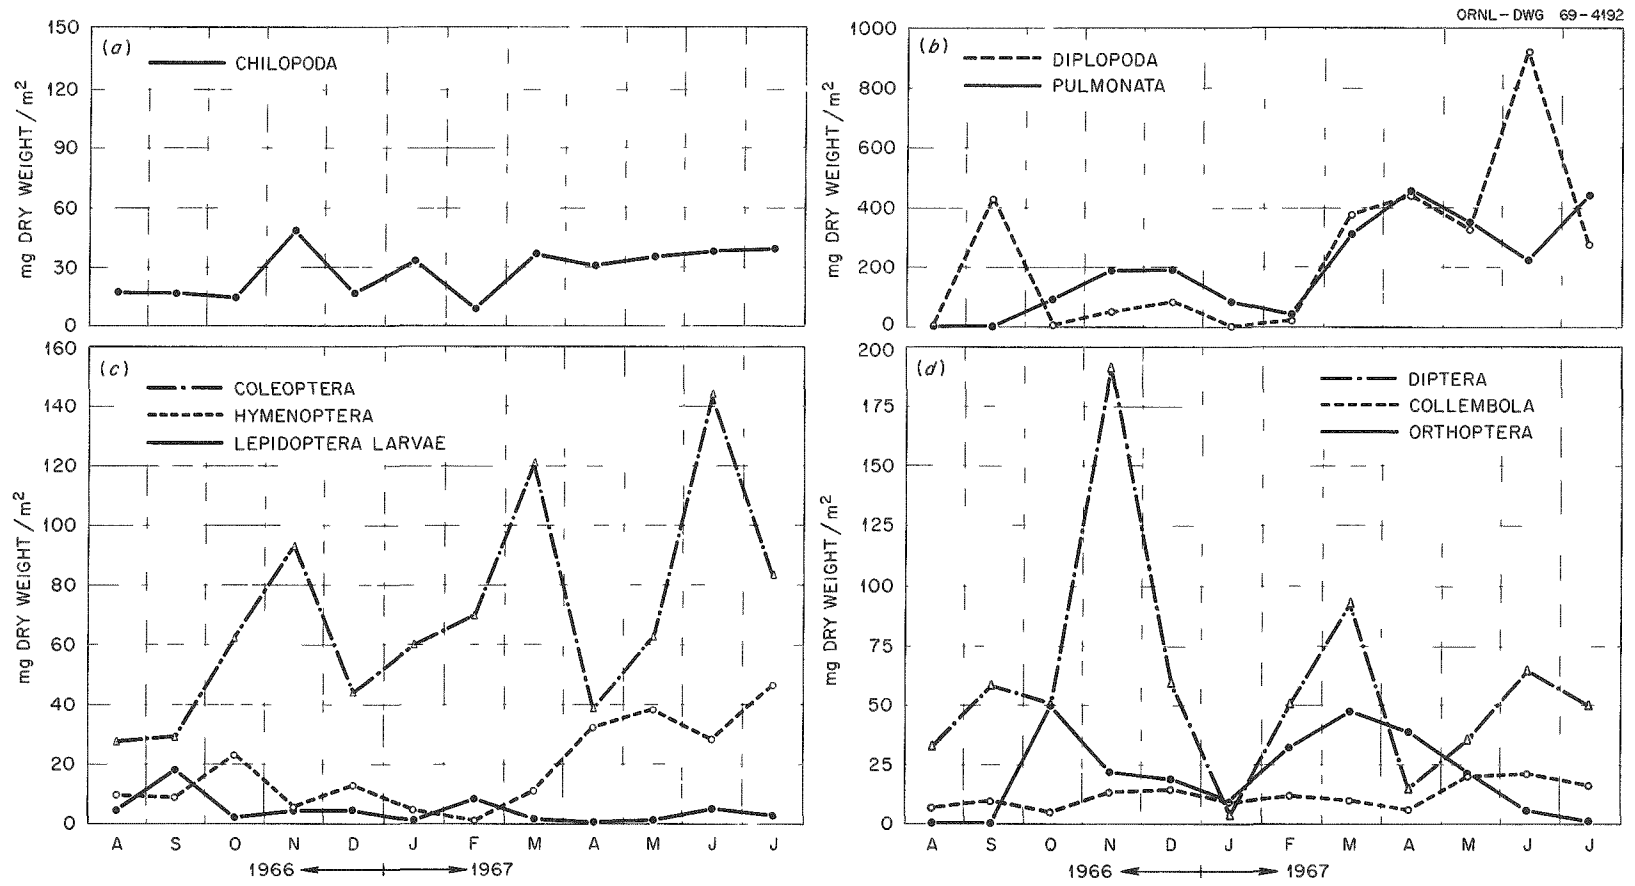 ORNL-DWG 69-4192
(a)
CHILOPODA
mg DRY WEIGHT/m²
150
120
90
60
30
0
(b)
DIPLOPODA
PULMONATA
mg DRY WEIGHT/m²
1000
800
600
400
200
0
(c)
COLEOPTERA
HYMENOPTERA
LEPIDOPTERA LARVAE
mg DRY WEIGHT/m²
160
140
120
100
80
60
40
20
0
A S O N D J F M A M J J
1966 1967
(d)
DIPTERA
COLLEMBOLA
ORTHOPTERA
mg DRY WEIGHT/m²
200
175
150
125
100
75
50
25
0
A S O N D J F M A M J J
1966 1967